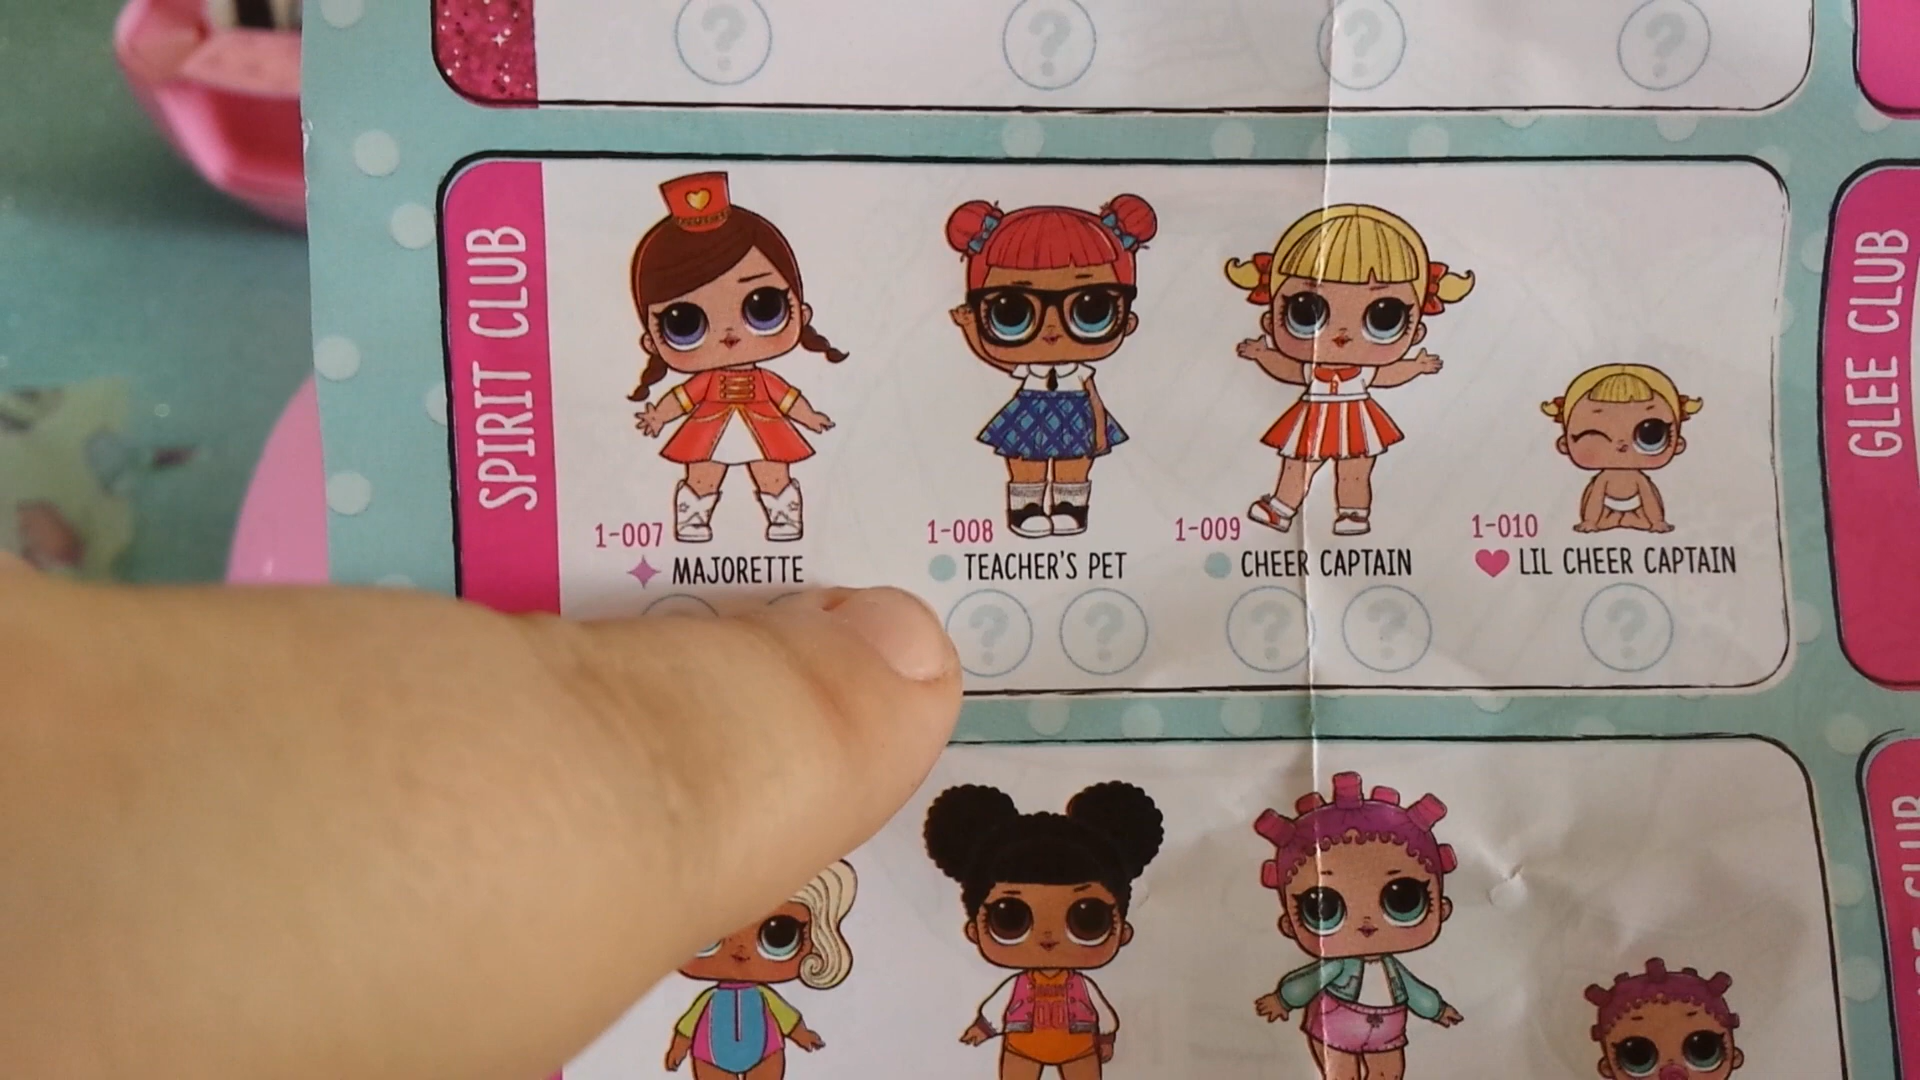 SPIRIT CLUB
1-007
MAJORETTE
1-008
TEACHER'S PET
1-009
CHEER CAPTAIN
1-010
LIL CHEER CAPTAIN
? ? ? ?
? ? ? ? ?
GLEE CLUB
CLUB